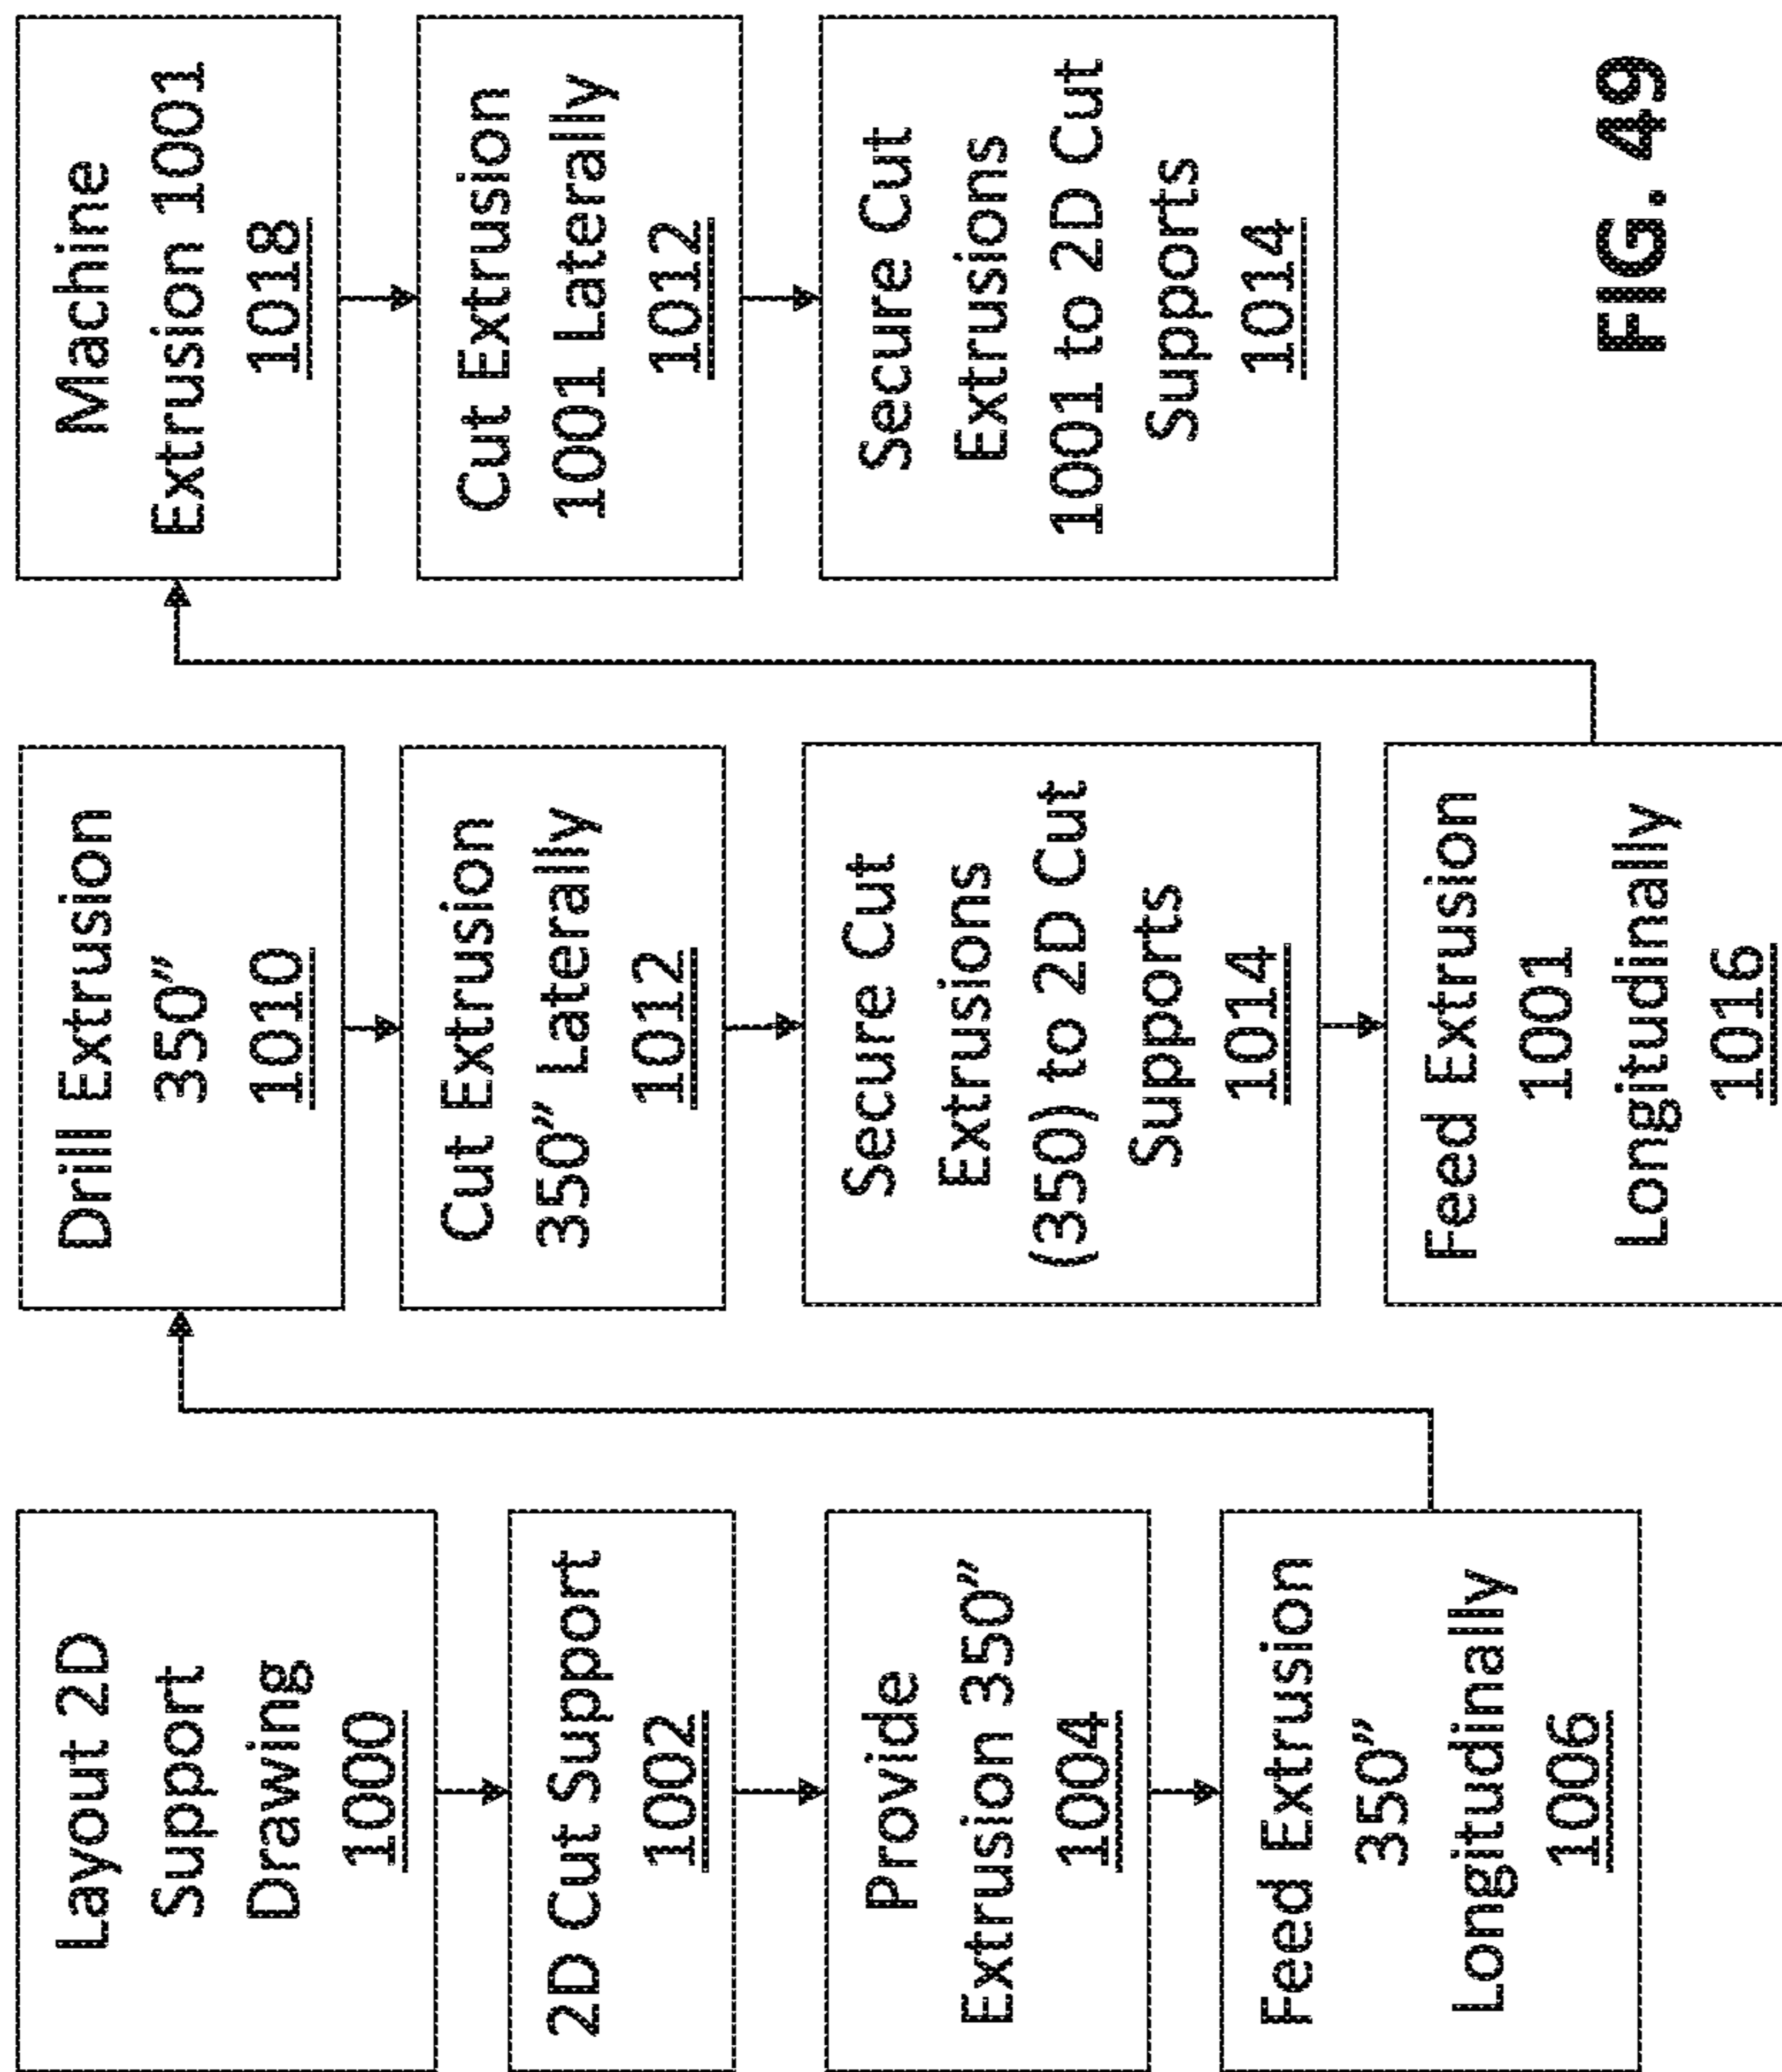 Layout 2D
Support
Drawing
1000
2D Cut Support
1002
Provide
Extrusion 350”
1004
Feed Extrusion
350”
Longitudinally
1006
Drill Extrusion
350”
1010
Cut Extrusion
350” Laterally
1012
Secure Cut
Extrusions
(350) to 2D Cut
Supports
1014
Feed Extrusion
1001
Longitudinally
1016
Machine
Extrusion 1001
1018
Cut Extrusion
1001 Laterally
1012
Secure Cut
Extrusions
1001 to 2D Cut
Supports
1014
FIG. 49